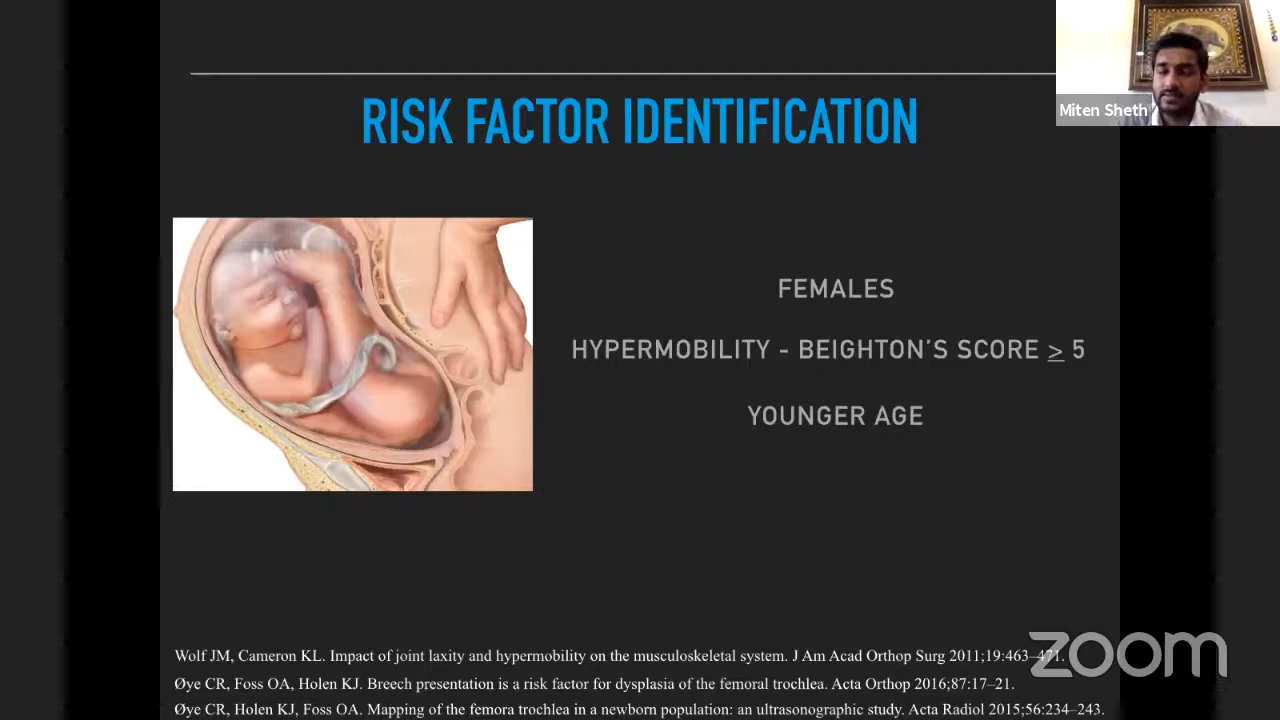 Miten Sheth
RISK FACTOR IDENTIFICATION
FEMALES
HYPERMOBILITY - BEIGHTON'S SCORE ≥ 5
YOUNGER AGE
Wolf JM, Cameron KL. Impact of joint laxity and hypermobility on the musculoskeletal system. J Am Acad Orthop Surg 2011;19:463–471.
Øye CR, Foss OA, Holen KJ. Breech presentation is a risk factor for dysplasia of the femoral trochlea. Acta Orthop 2016;87:17–21.
Øye CR, Holen KJ, Foss OA. Mapping of the femora trochlea in a newborn population: an ultrasonographic study. Acta Radiol 2015;56:234–243.
zoom